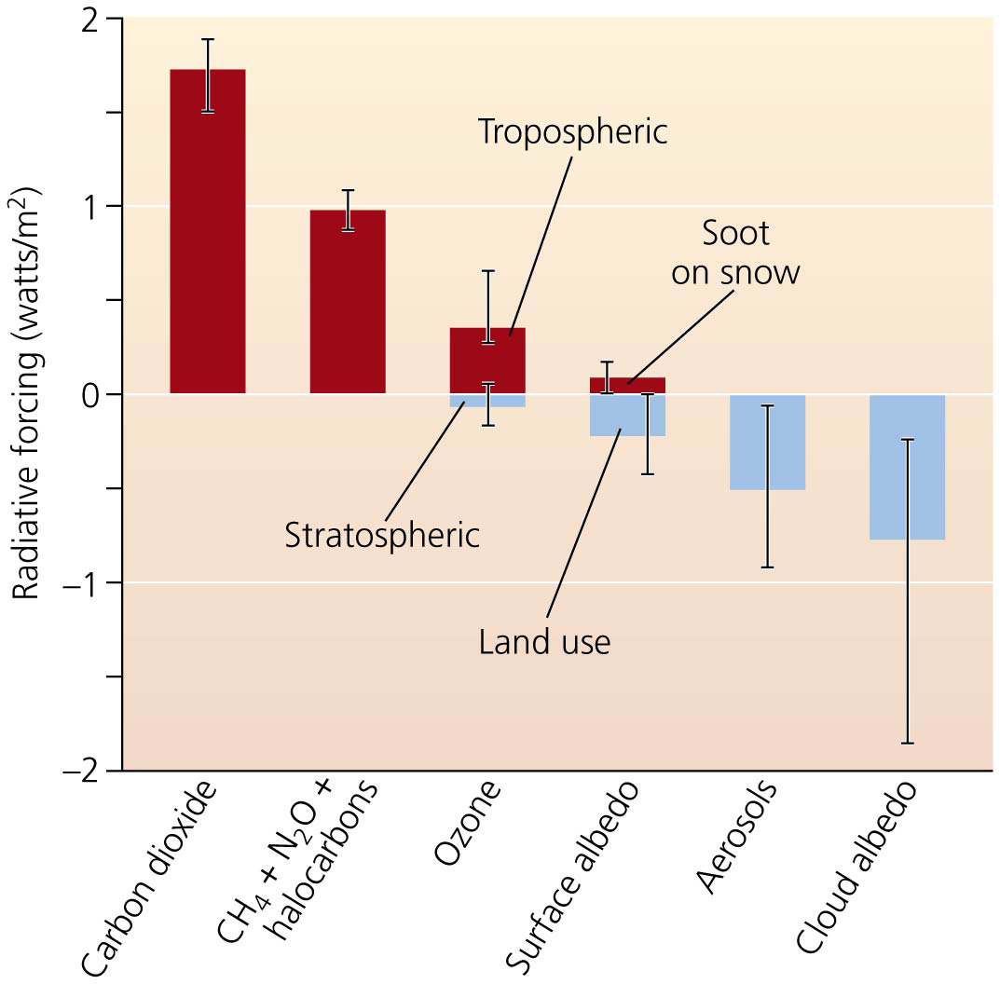 Radiative forcing (watts/m²)
2
1
0
–1
–2
Tropospheric
Soot
on snow
Stratospheric
Land use
Carbon dioxide
CH₄ + N₂O +
halocarbons
Ozone
Surface albedo
Aerosols
Cloud albedo